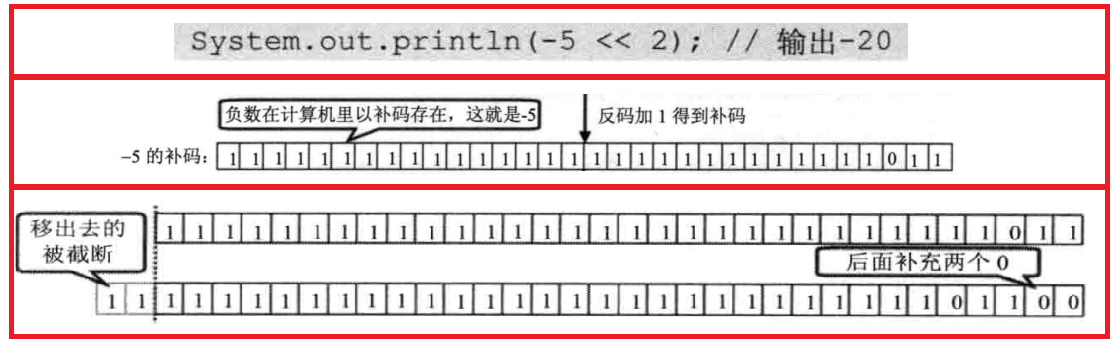 System.out.println(-5 << 2); // 输出-20
负数在计算机里以补码存在，这就是-5
反码加1得到补码
-5 的补码： 1 1 1 1 1 1 1 1 1 1 1 1 1 1 1 1 1 1 1 1 1 1 1 1 1 1 1 1 1 0 1 1
移出去的
被截断
1 1 1 1 1 1 1 1 1 1 1 1 1 1 1 1 1 1 1 1 1 1 1 1 1 1 1 1 1 0 1 1
后面补充两个0
1 1 1 1 1 1 1 1 1 1 1 1 1 1 1 1 1 1 1 1 1 1 1 1 1 1 1 1 1 0 1 1 0 0